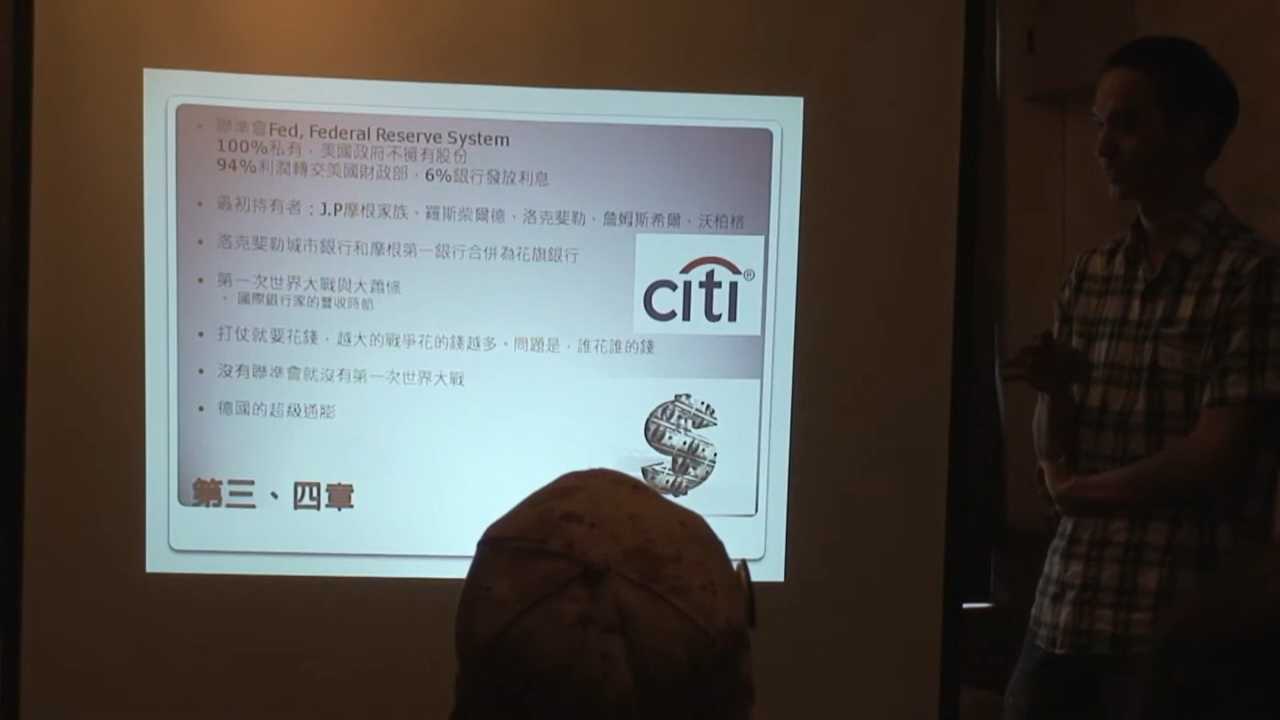 聯準會Fed, Federal Reserve System
100%私有，美國政府不擁有股份
94%利潤轉交美國財政部，6%銀行發放利息
最初持有者：J.P摩根家族、羅斯柴爾德、洛克斐勒、詹姆斯希爾、沃柏格
洛克斐勒城市銀行和摩根第一銀行合併為花旗銀行
第一次世界大戰與大蕭條
國際銀行家的豐收時節
citi®
打仗就要花錢，越大的戰爭花的錢越多。問題是，誰花誰的錢
沒有聯準會就沒有第一次世界大戰
德國的超級通膨
第三、四章